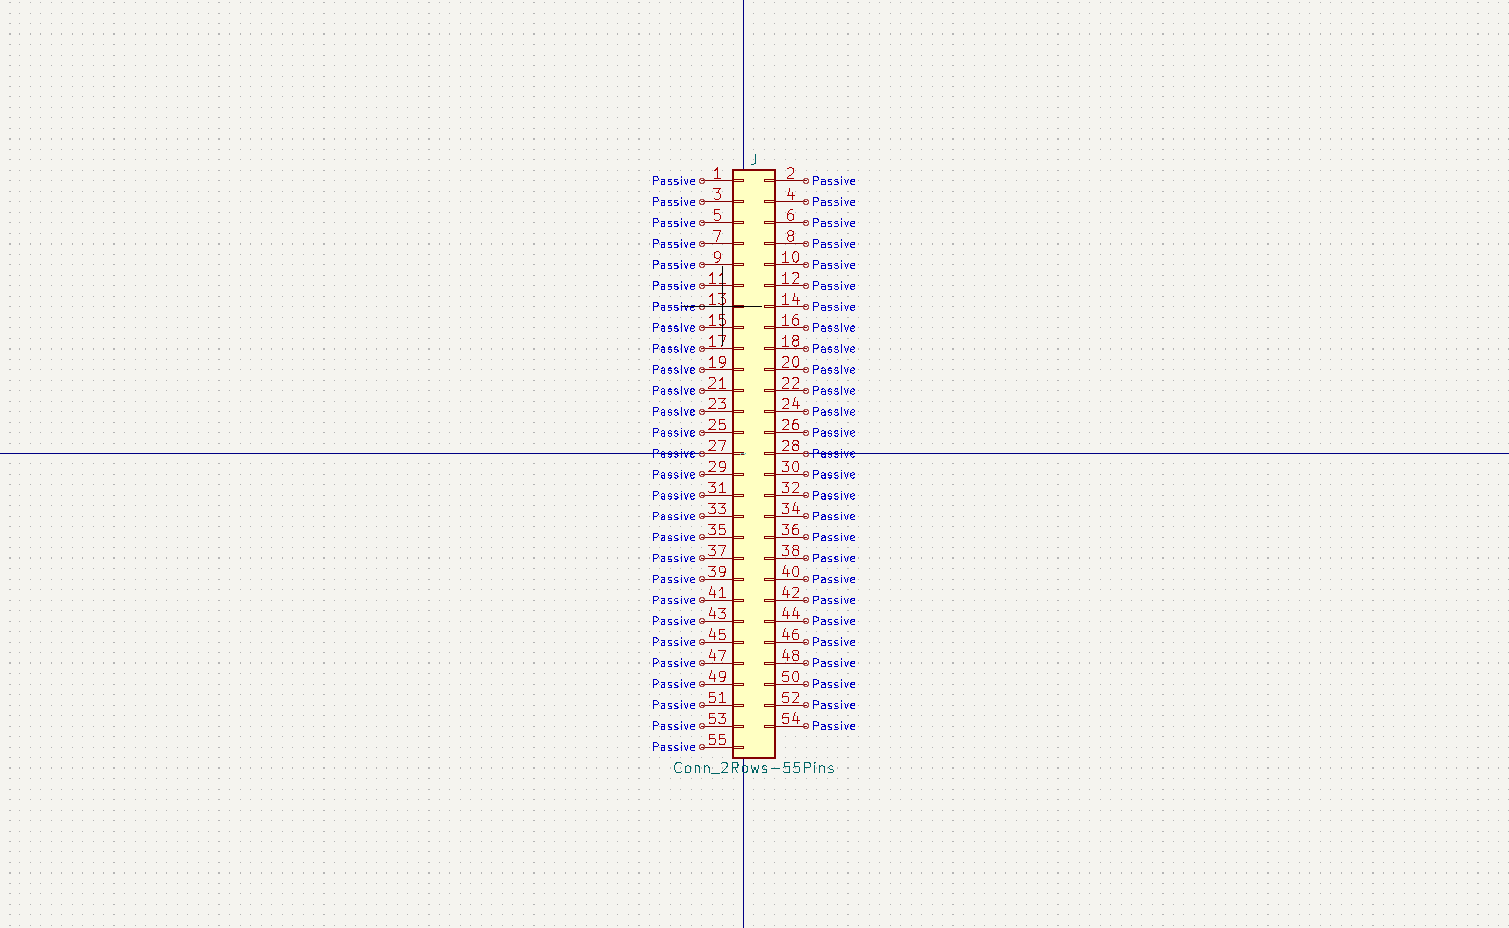 J
Passive 1 2 Passive
Passive 3 4 Passive
Passive 5 6 Passive
Passive 7 8 Passive
Passive 9 10 Passive
Passive 11 12 Passive
Passive 13 14 Passive
Passive 15 16 Passive
Passive 17 18 Passive
Passive 19 20 Passive
Passive 21 22 Passive
Passive 23 24 Passive
Passive 25 26 Passive
Passive 27 28 Passive
Passive 29 30 Passive
Passive 31 32 Passive
Passive 33 34 Passive
Passive 35 36 Passive
Passive 37 38 Passive
Passive 39 40 Passive
Passive 41 42 Passive
Passive 43 44 Passive
Passive 45 46 Passive
Passive 47 48 Passive
Passive 49 50 Passive
Passive 51 52 Passive
Passive 53 54 Passive
Passive 55
Conn_2Rows-55Pins